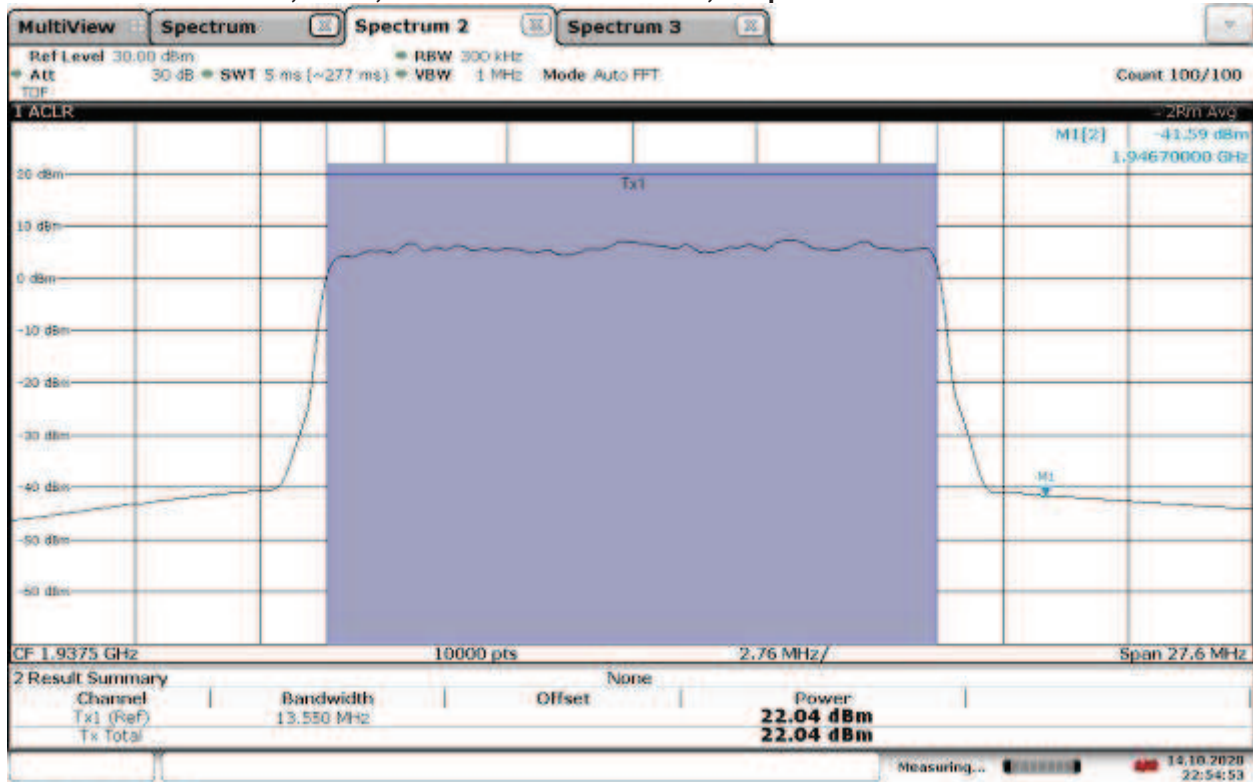 MultiView Spectrum Spectrum 2 Spectrum 3
Ref Level 30.00 dBm RBW 300 kHz
Att 30 dB SWT 5 ms (~277 ms) VBW 1 MHz Mode Auto FFT Count 100/100
TDF
1 ACLR 2Rm Avg
M1[2] -41.59 dBm
1.94670000 GHz
20 dBm
Tx1
10 dBm
0 dBm
-10 dBm
-20 dBm
-30 dBm
-40 dBm
M1
-50 dBm
-60 dBm
CF 1.9375 GHz 10000 pts 2.76 MHz/ Span 27.6 MHz
2 Result Summary None
Channel Bandwidth Offset Power
Tx1 (Ref) 13.550 MHz 22.04 dBm
Tx Total 22.04 dBm
Measuring... 14.10.2020
22:54:53